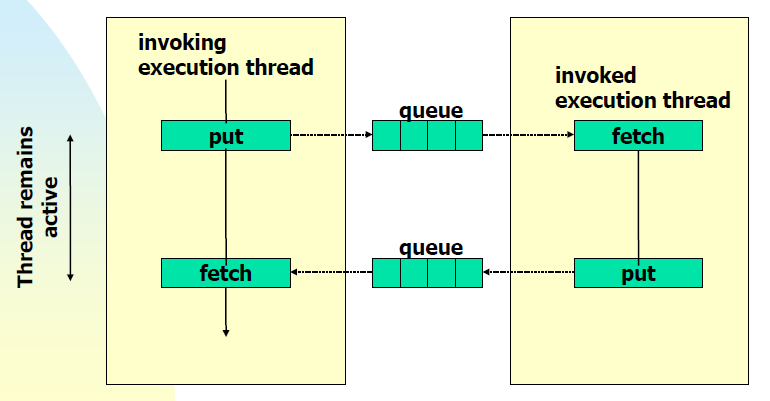 invoking
execution thread
invoked
execution thread
queue
put
fetch
Thread remains
active
queue
fetch
put